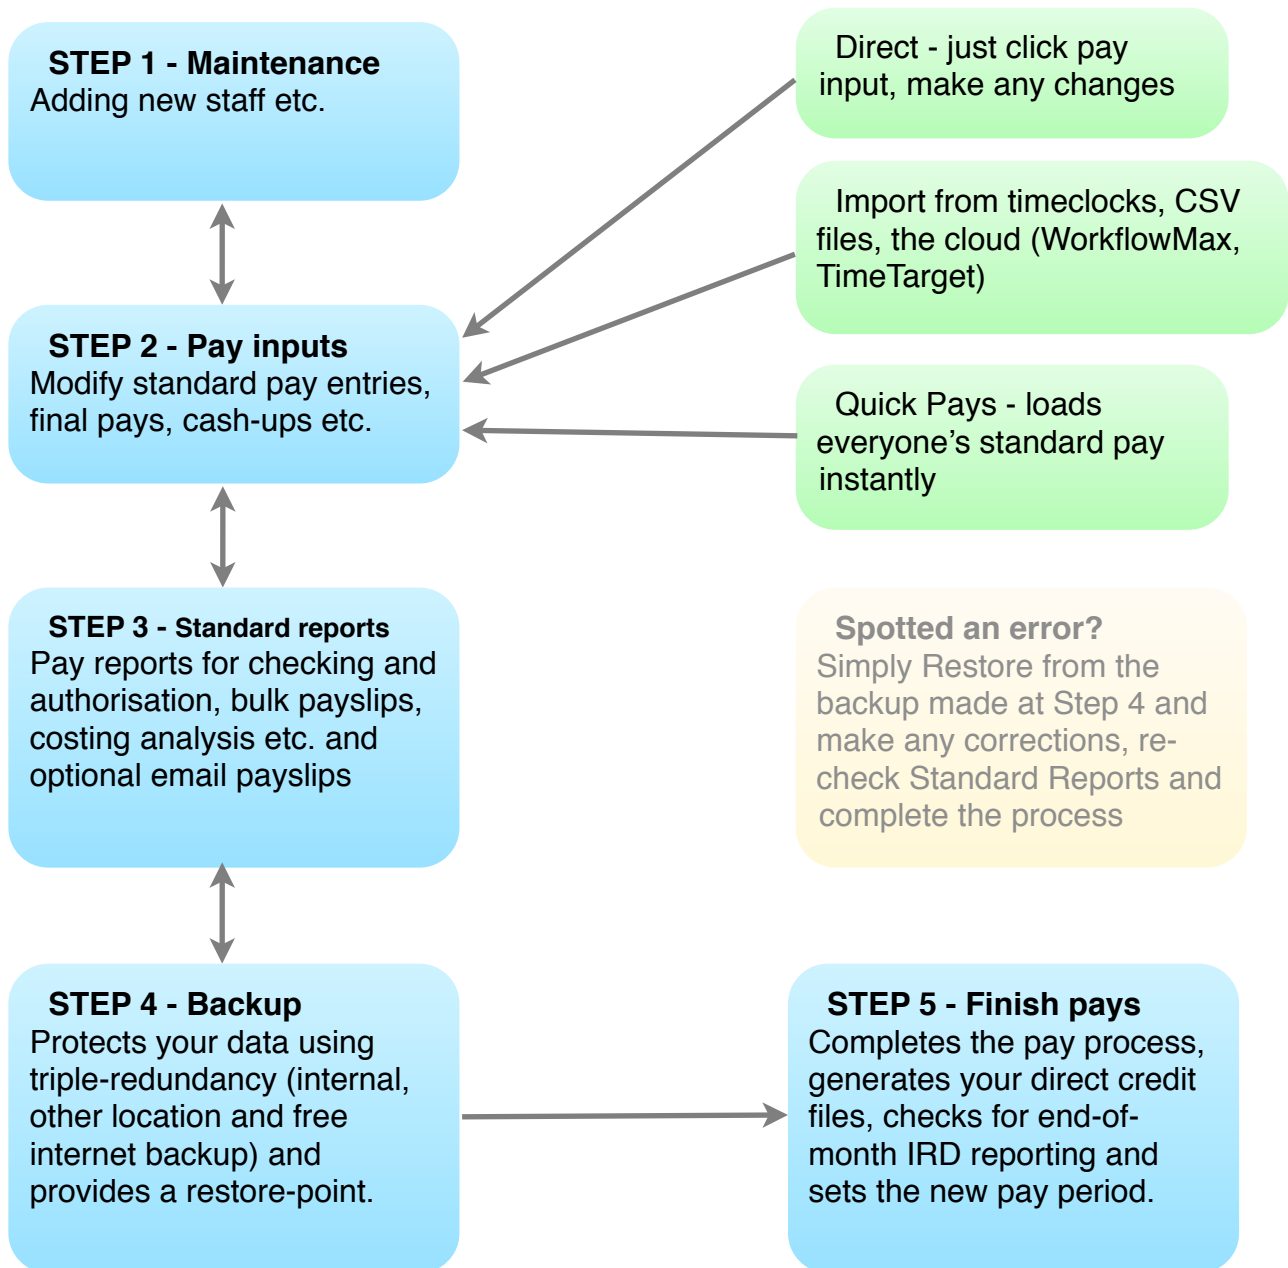 STEP 1 - Maintenance
Adding new staff etc.
Direct - just click pay
input, make any changes
Import from timeclocks, CSV
files, the cloud (WorkflowMax,
TimeTarget)
STEP 2 - Pay inputs
Modify standard pay entries,
final pays, cash-ups etc.
Quick Pays - loads
everyone's standard pay
instantly
STEP 3 - Standard reports
Pay reports for checking and
authorisation, bulk payslips,
costing analysis etc. and
optional email payslips
Spotted an error?
Simply Restore from the
backup made at Step 4 and
make any corrections, re-
check Standard Reports and
complete the process
STEP 4 - Backup
Protects your data using
triple-redundancy (internal,
other location and free
internet backup) and
provides a restore-point.
STEP 5 - Finish pays
Completes the pay process,
generates your direct credit
files, checks for end-of-
month IRD reporting and
sets the new pay period.